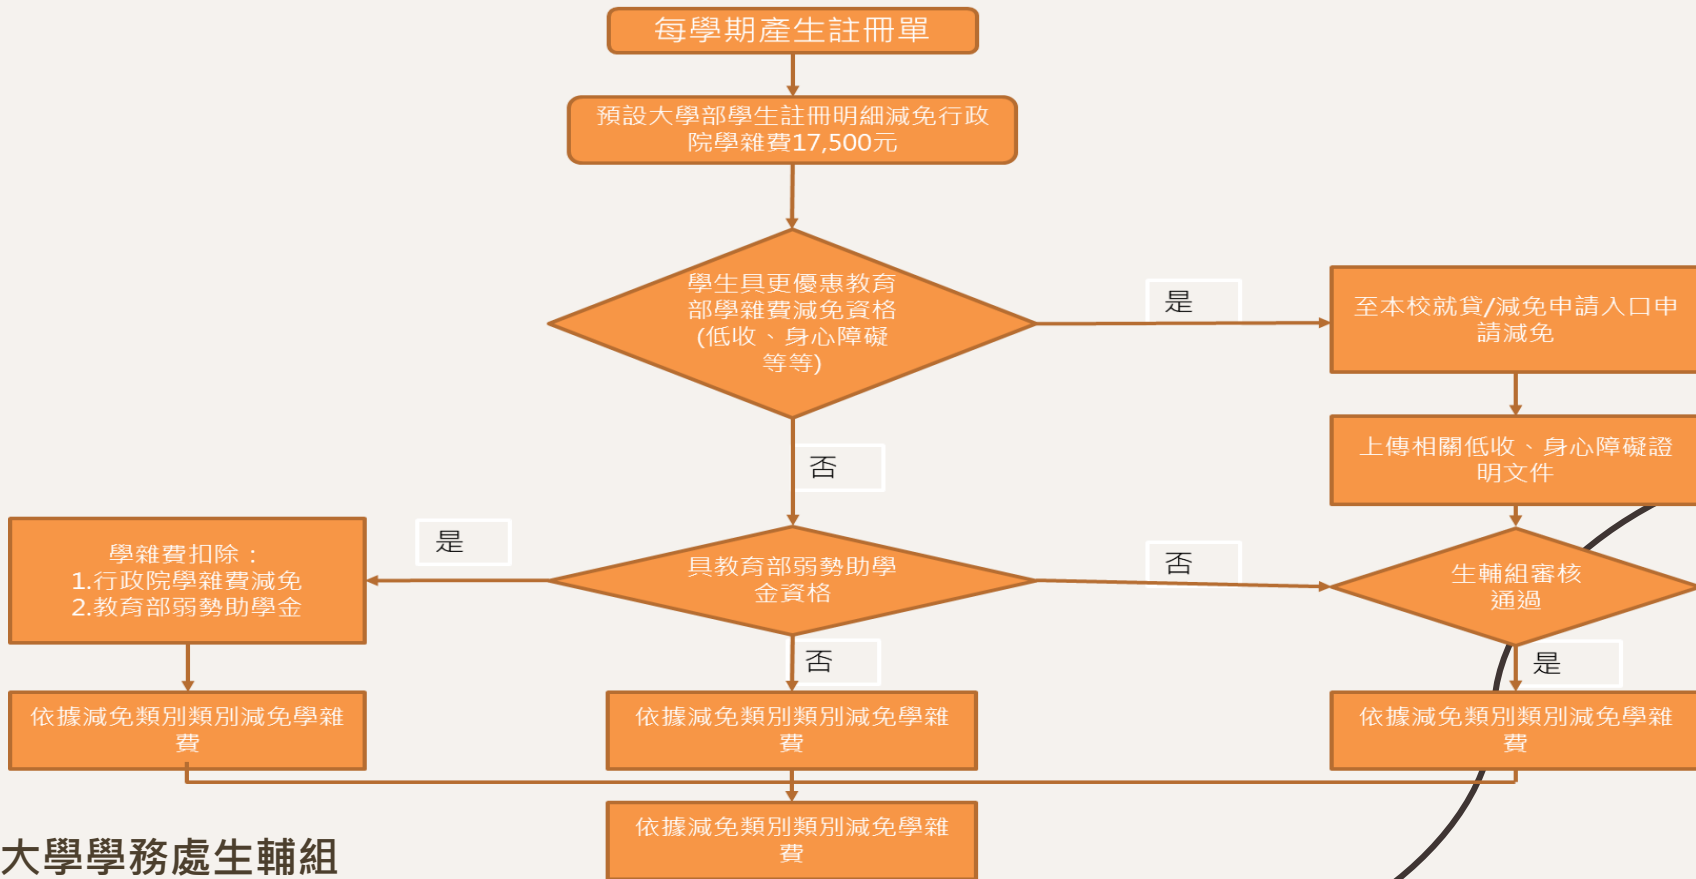 每學期產生註冊單
預設大學部學生註冊明細減免行政
院學雜費17,500元
學生具更優惠教育
部學雜費減免資格
(低收、身心障礙
等等)
是
至本校就貸/減免申請入口申
請減免
上傳相關低收、身心障礙證
明文件
否
學雜費扣除：
1.行政院學雜費減免
2.教育部弱勢助學金
是
具教育部弱勢助學
金資格
否
生輔組審核
通過
否
是
依據減免類別類別減免學雜
費
依據減免類別類別減免學雜
費
依據減免類別類別減免學雜
費
依據減免類別類別減免學雜
費
大學學務處生輔組